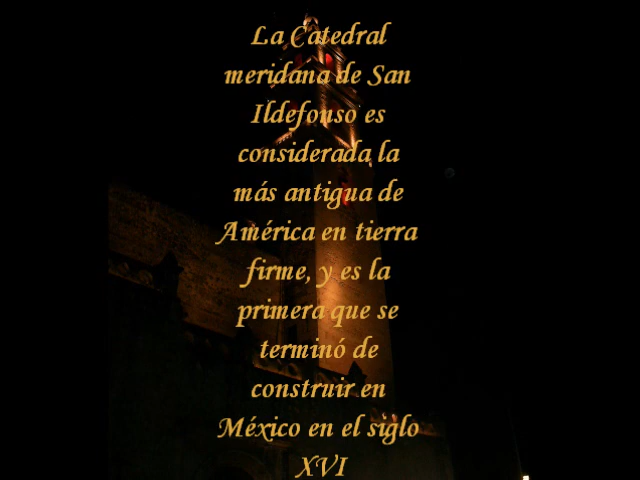 La Catedral
meridana de San
Ildefonso es
considerada la
más antigua de
América en tierra
firme, y es la
primera que se
terminó de
construir en
México en el siglo
XVI